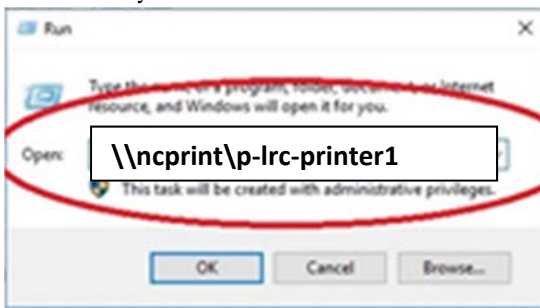 Run
Type the name of a program, folder, document, or Internet
resource, and Windows will open it for you.
Open:
\\ncprint\p-lrc-printer1
This task will be created with administrative privileges.
OK Cancel Browse...